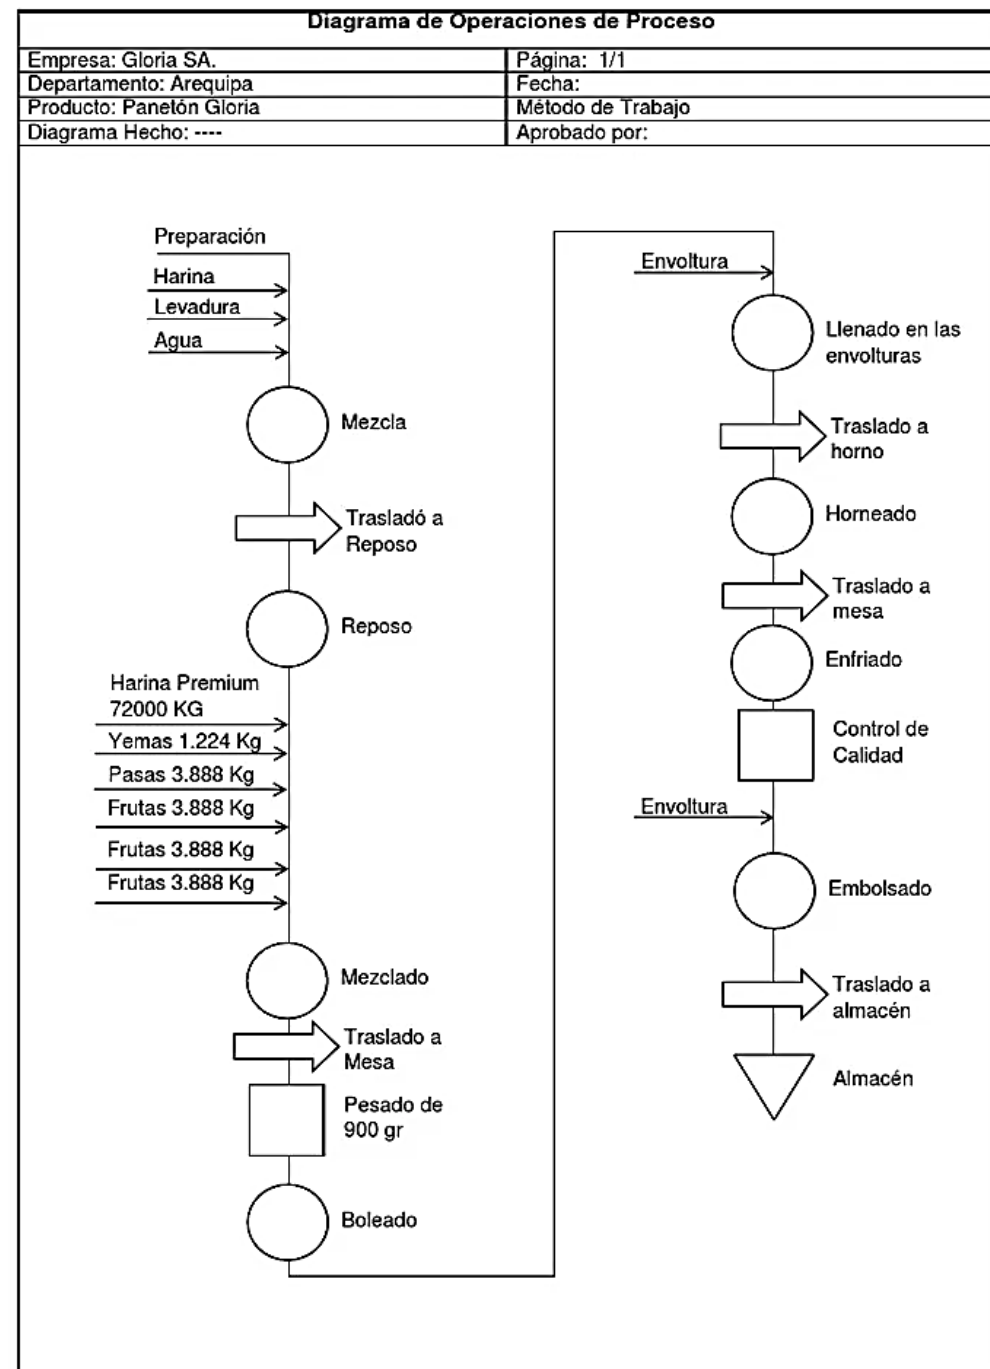 Diagrama de Operaciones de Proceso
Empresa: Gloria SA.
Página: 1/1
Departamento: Arequipa
Fecha:
Producto: Panetón Gloria
Método de Trabajo
Diagrama Hecho: ----
Aprobado por:
Preparación
Harina
Levadura
Agua
Mezcla
Trasladó a
Reposo
Reposo
Harina Premium
72000 KG
Yemas 1.224 Kg
Pasas 3.888 Kg
Frutas 3.888 Kg
Frutas 3.888 Kg
Frutas 3.888 Kg
Mezclado
Traslado a
Mesa
Pesado de
900 gr
Boleado
Envoltura
Llenado en las
envolturas
Traslado a
horno
Horneado
Traslado a
mesa
Enfriado
Control de
Calidad
Envoltura
Embolsado
Traslado a
almacén
Almacén